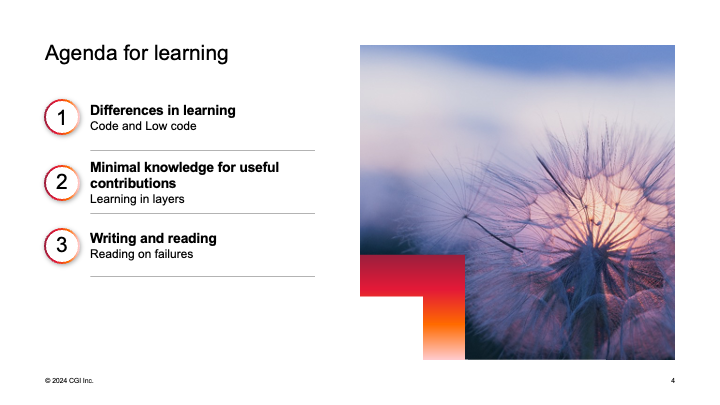 Agenda for learning
1
Differences in learning
Code and Low code
2
Minimal knowledge for useful
contributions
Learning in layers
3
Writing and reading
Reading on failures
© 2024 CGI Inc.
4